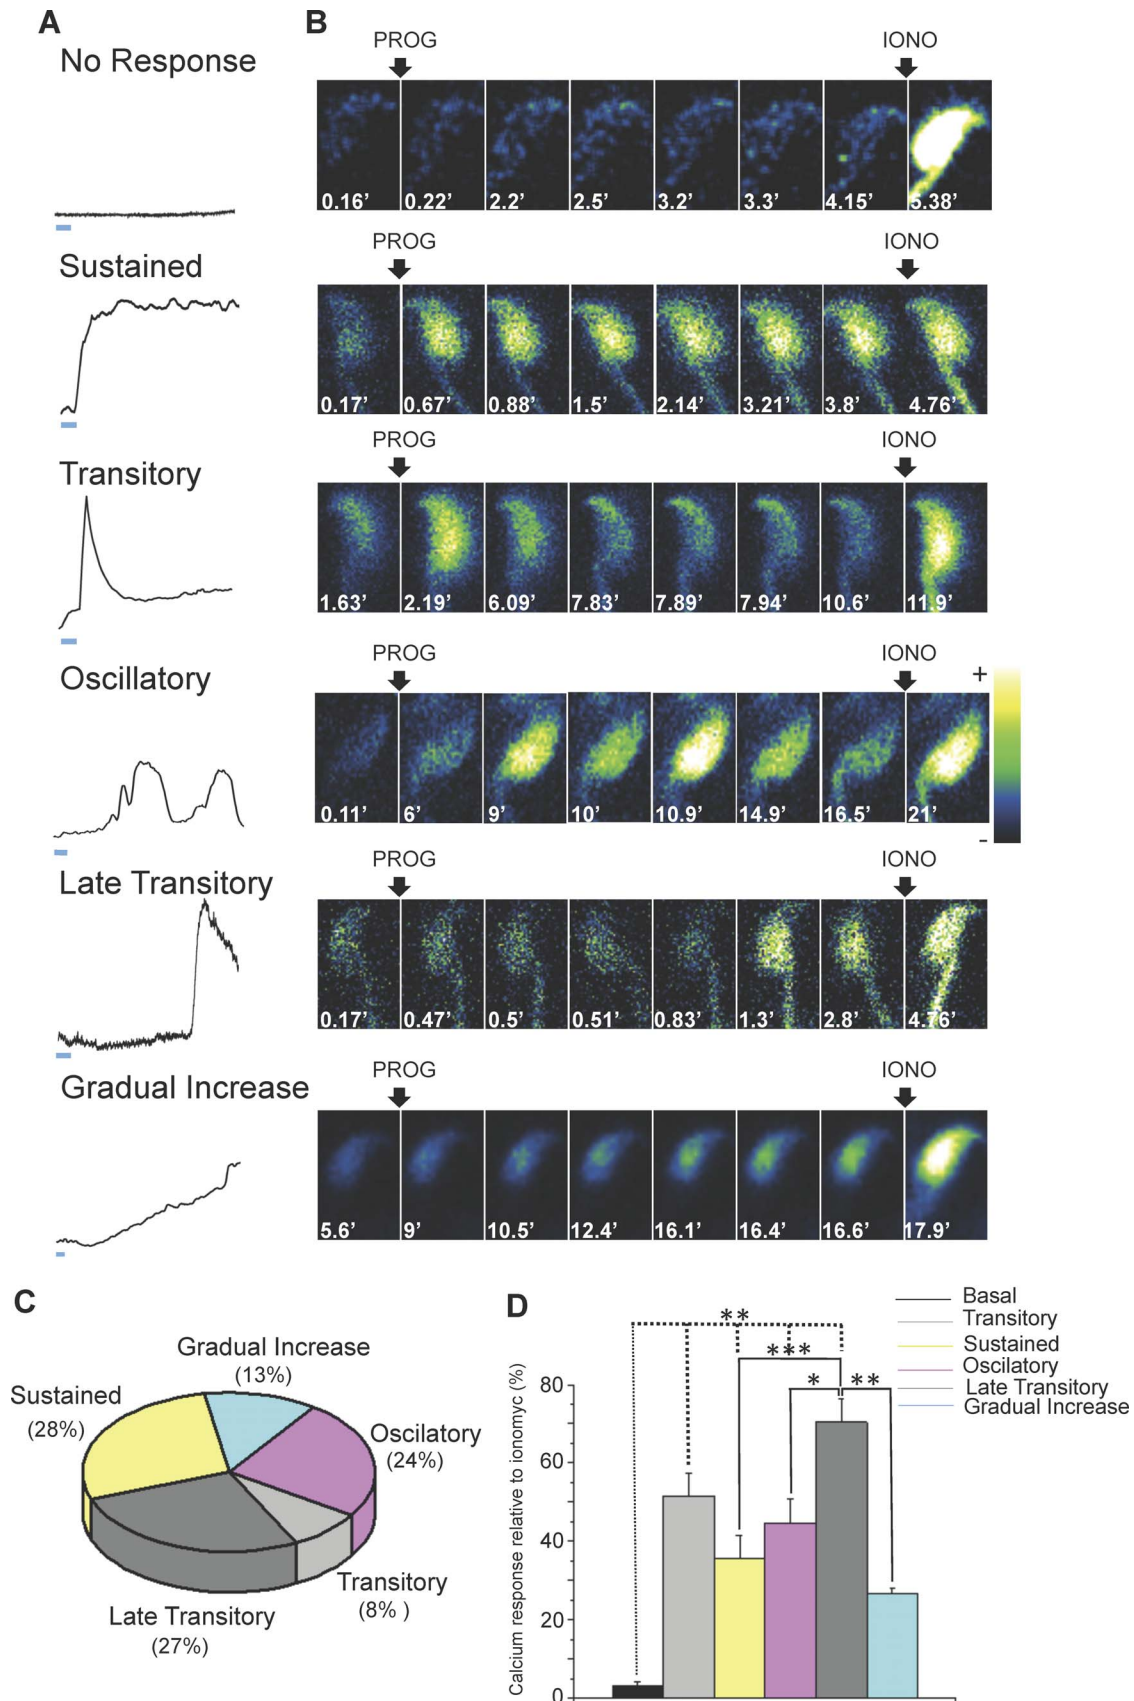 A
B
No Response
PROG
IONO
0.16’ 0.22’ 2.2’ 2.5’ 3.2’ 3.3’ 4.15’ 5.38’
Sustained
PROG
IONO
0.17’ 0.67’ 0.88’ 1.5’ 2.14’ 3.21’ 3.8’ 4.76’
Transitory
PROG
IONO
1.63’ 2.19’ 6.09’ 7.83’ 7.89’ 7.94’ 10.6’ 11.9’
Oscillatory
PROG
IONO
+
0.11’ 6’ 9’ 10’ 10.9’ 14.9’ 16.5’ 21’
-
Late Transitory
PROG
IONO
0.17’ 0.47’ 0.5’ 0.51’ 0.83’ 1.3’ 2.8’ 4.76’
Gradual Increase
PROG
IONO
5.6’ 9’ 10.5’ 12.4’ 16.1’ 16.4’ 16.6’ 17.9’
C
Gradual Increase
(13%)
Sustained
(28%)
Oscilatory
(24%)
Transitory
(8% )
Late Transitory
(27%)
D
Basal
Transitory
Sustained
Oscilatory
Late Transitory
Gradual Increase
**
***
*
**
Calcium response relative to ionomyc (%)
80
60
40
20
0